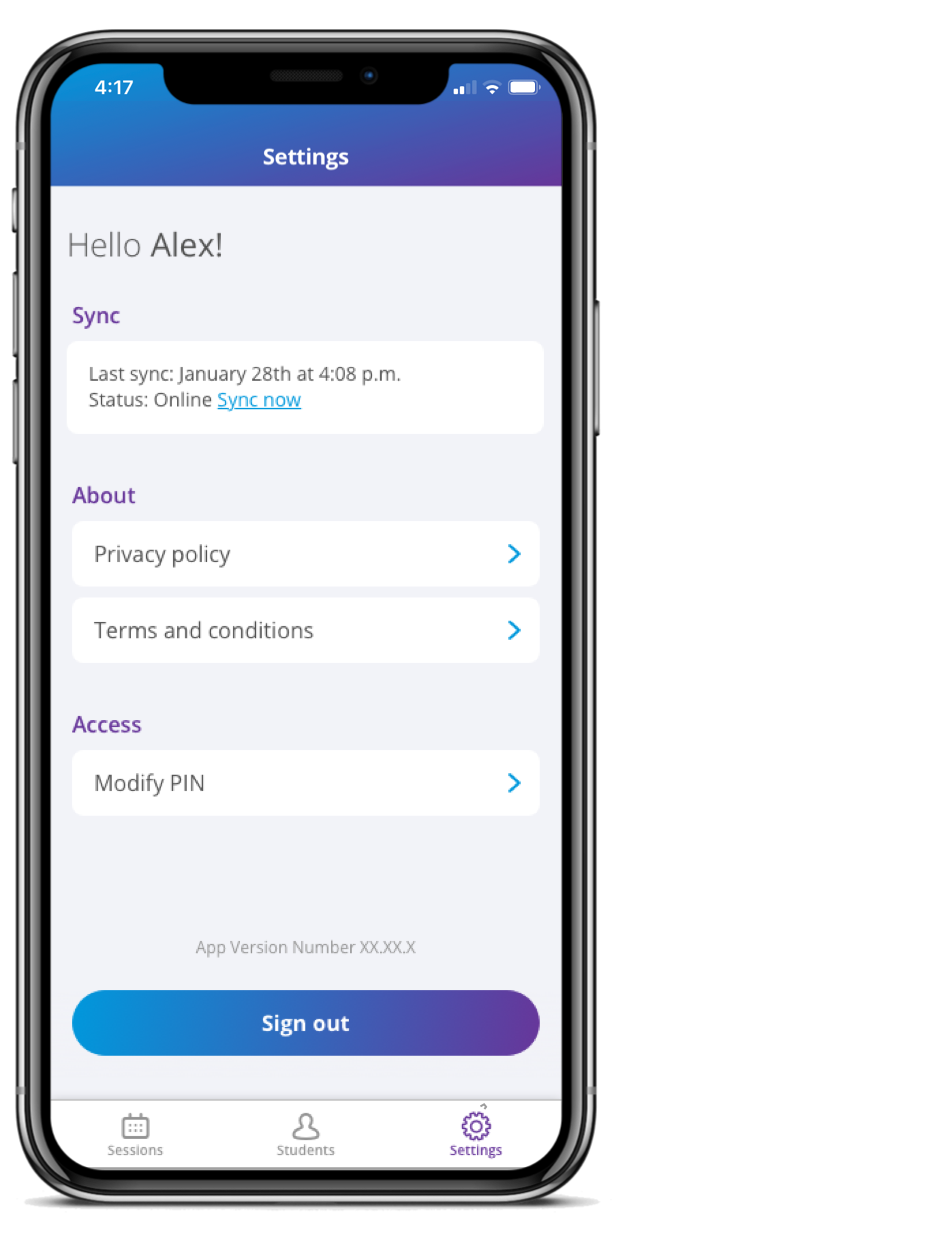 4:17
Settings
Hello Alex!
Sync
Last sync: January 28th at 4:08 p.m.
Status: Online Sync now
About
Privacy policy
Terms and conditions
Access
Modify PIN
App Version Number XX.XX.X
Sign out
Sessions
Students
Settings